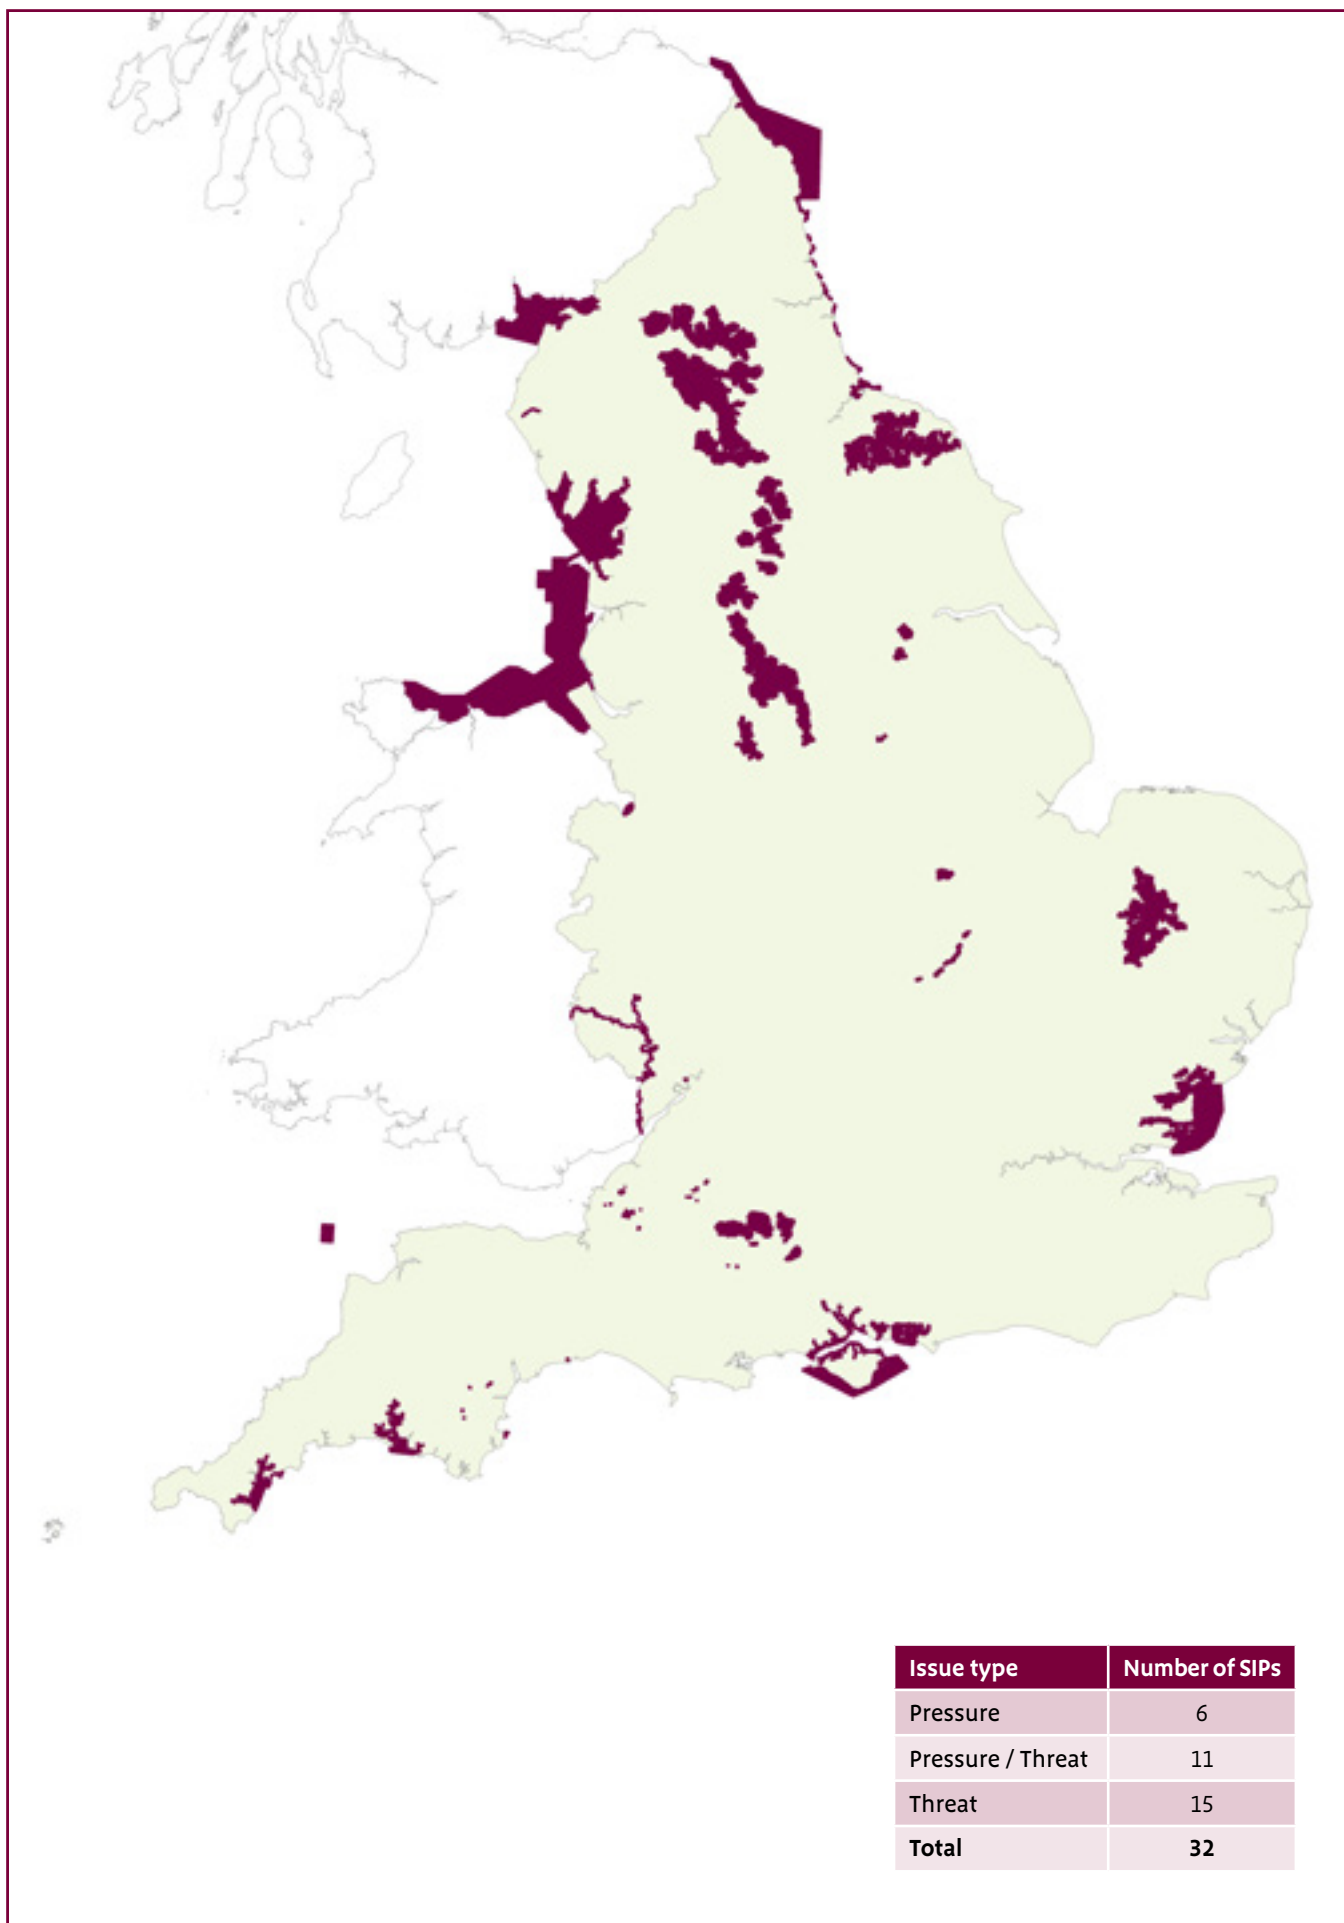 Issue type Number of SIPs
Pressure 6
Pressure / Threat 11
Threat 15
Total 32